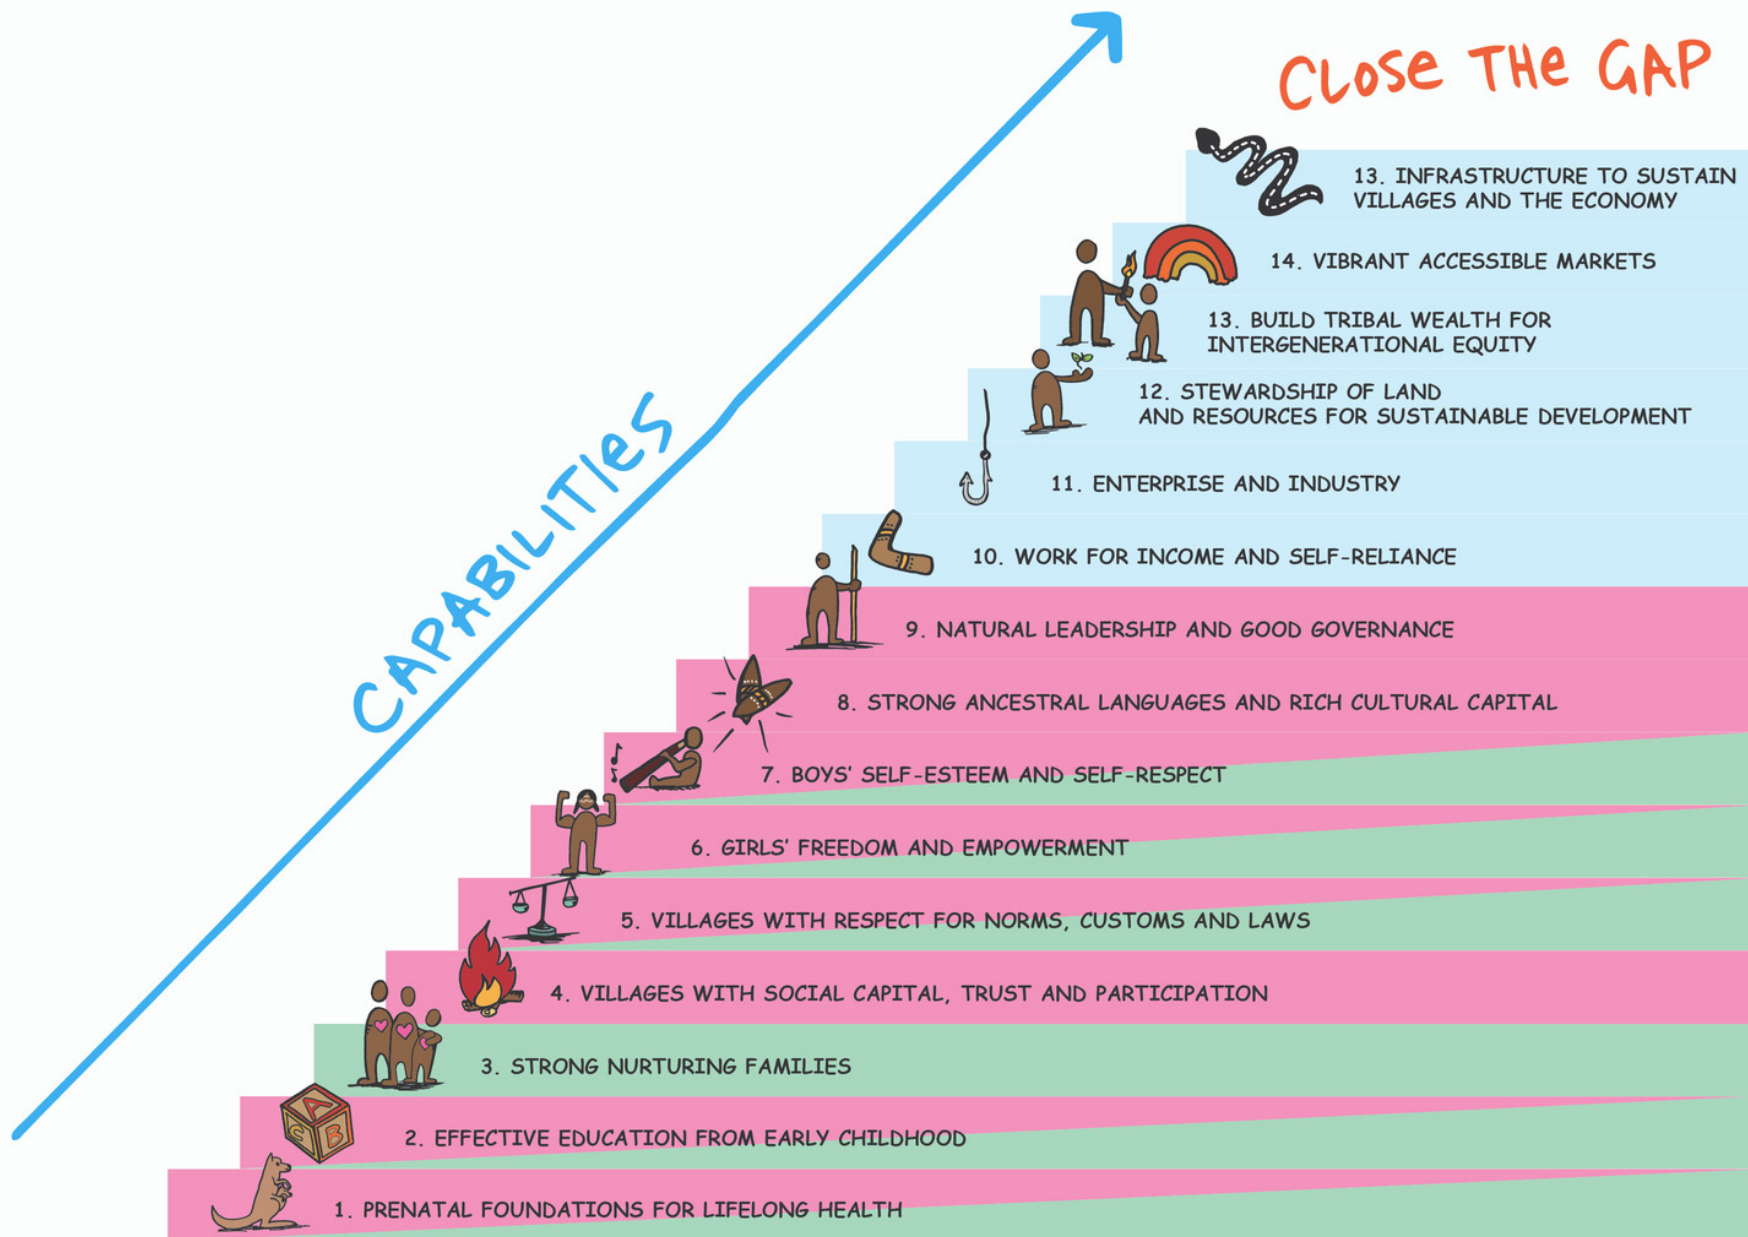 CLOSE THE GAP
13. INFRASTRUCTURE TO SUSTAIN
VILLAGES AND THE ECONOMY
14. VIBRANT ACCESSIBLE MARKETS
13. BUILD TRIBAL WEALTH FOR
INTERGENERATIONAL EQUITY
12. STEWARDSHIP OF LAND
AND RESOURCES FOR SUSTAINABLE DEVELOPMENT
CAPABILITIES
11. ENTERPRISE AND INDUSTRY
10. WORK FOR INCOME AND SELF-RELIANCE
9. NATURAL LEADERSHIP AND GOOD GOVERNANCE
8. STRONG ANCESTRAL LANGUAGES AND RICH CULTURAL CAPITAL
7. BOYS' SELF-ESTEEM AND SELF-RESPECT
6. GIRLS' FREEDOM AND EMPOWERMENT
5. VILLAGES WITH RESPECT FOR NORMS, CUSTOMS AND LAWS
4. VILLAGES WITH SOCIAL CAPITAL, TRUST AND PARTICIPATION
3. STRONG NURTURING FAMILIES
A
C B
2. EFFECTIVE EDUCATION FROM EARLY CHILDHOOD
1. PRENATAL FOUNDATIONS FOR LIFELONG HEALTH